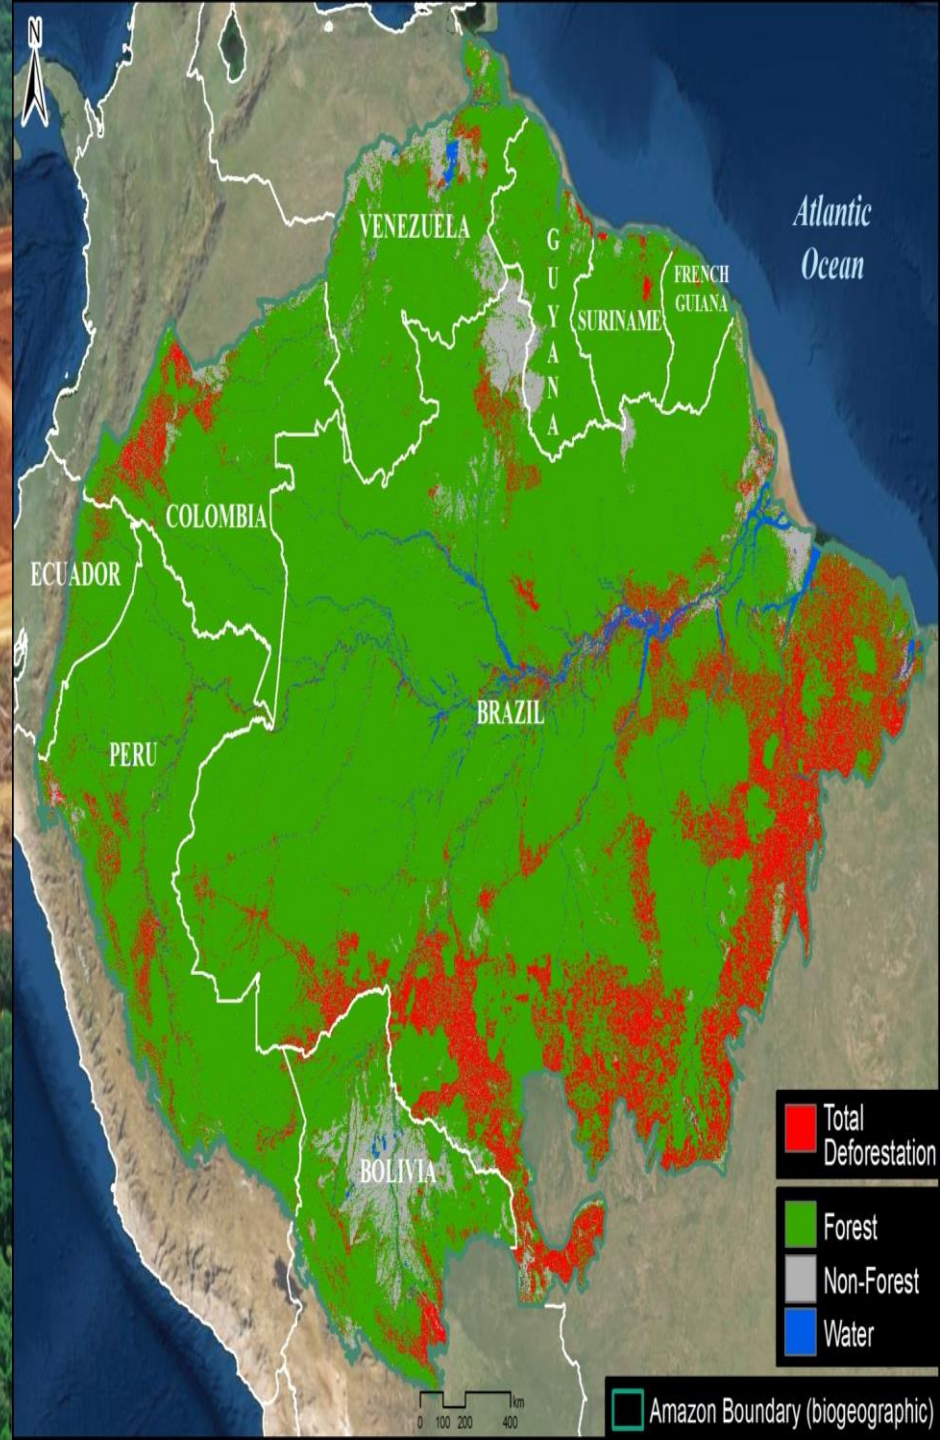 N
Atlantic
Ocean
VENEZUELA
GUYANA
FRENCH
GUIANA
SURINAME
COLOMBIA
ECUADOR
BRAZIL
PERU
BOLIVIA
Total
Deforestation
Forest
Non-Forest
Water
km
0 100 200 400
Amazon Boundary (biogeographic)